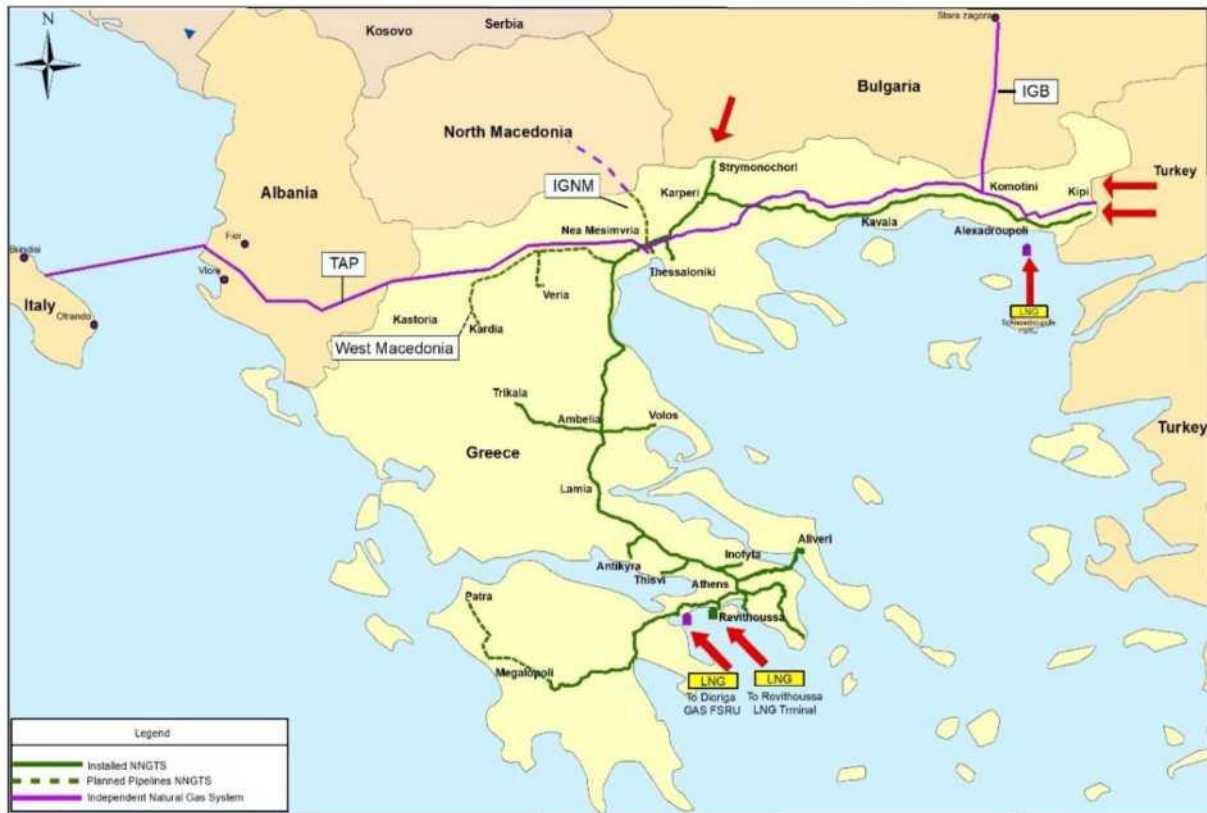 N
Kosovo
Serbia
Stara zagora
Bulgaria
IGB
North Macedonia
Strymonochori
Turkey
IGNM
Karperi
Komotini
Kipi
Albania
Nea Mesimvria
Kavala
Alexadroupoli
Fier
Thessaloniki
TAP
Vlore
Veria
Italy
Otrando
Kastoria
Kardia
LNG
West Macedonia
Trikala
Ambelia
Volos
Turkey
Greece
Lamia
Aliveri
Inofyta
Antikyra
Thisvi
Athens
Patra
Revithoussa
Megalopoli
LNG
LNG
To Dioriga
GAS FSRU
To Revithoussa
LNG Trminal
Legend
Installed NNGTS
Planned Pipelines NNGTS
Independent Natural Gas System